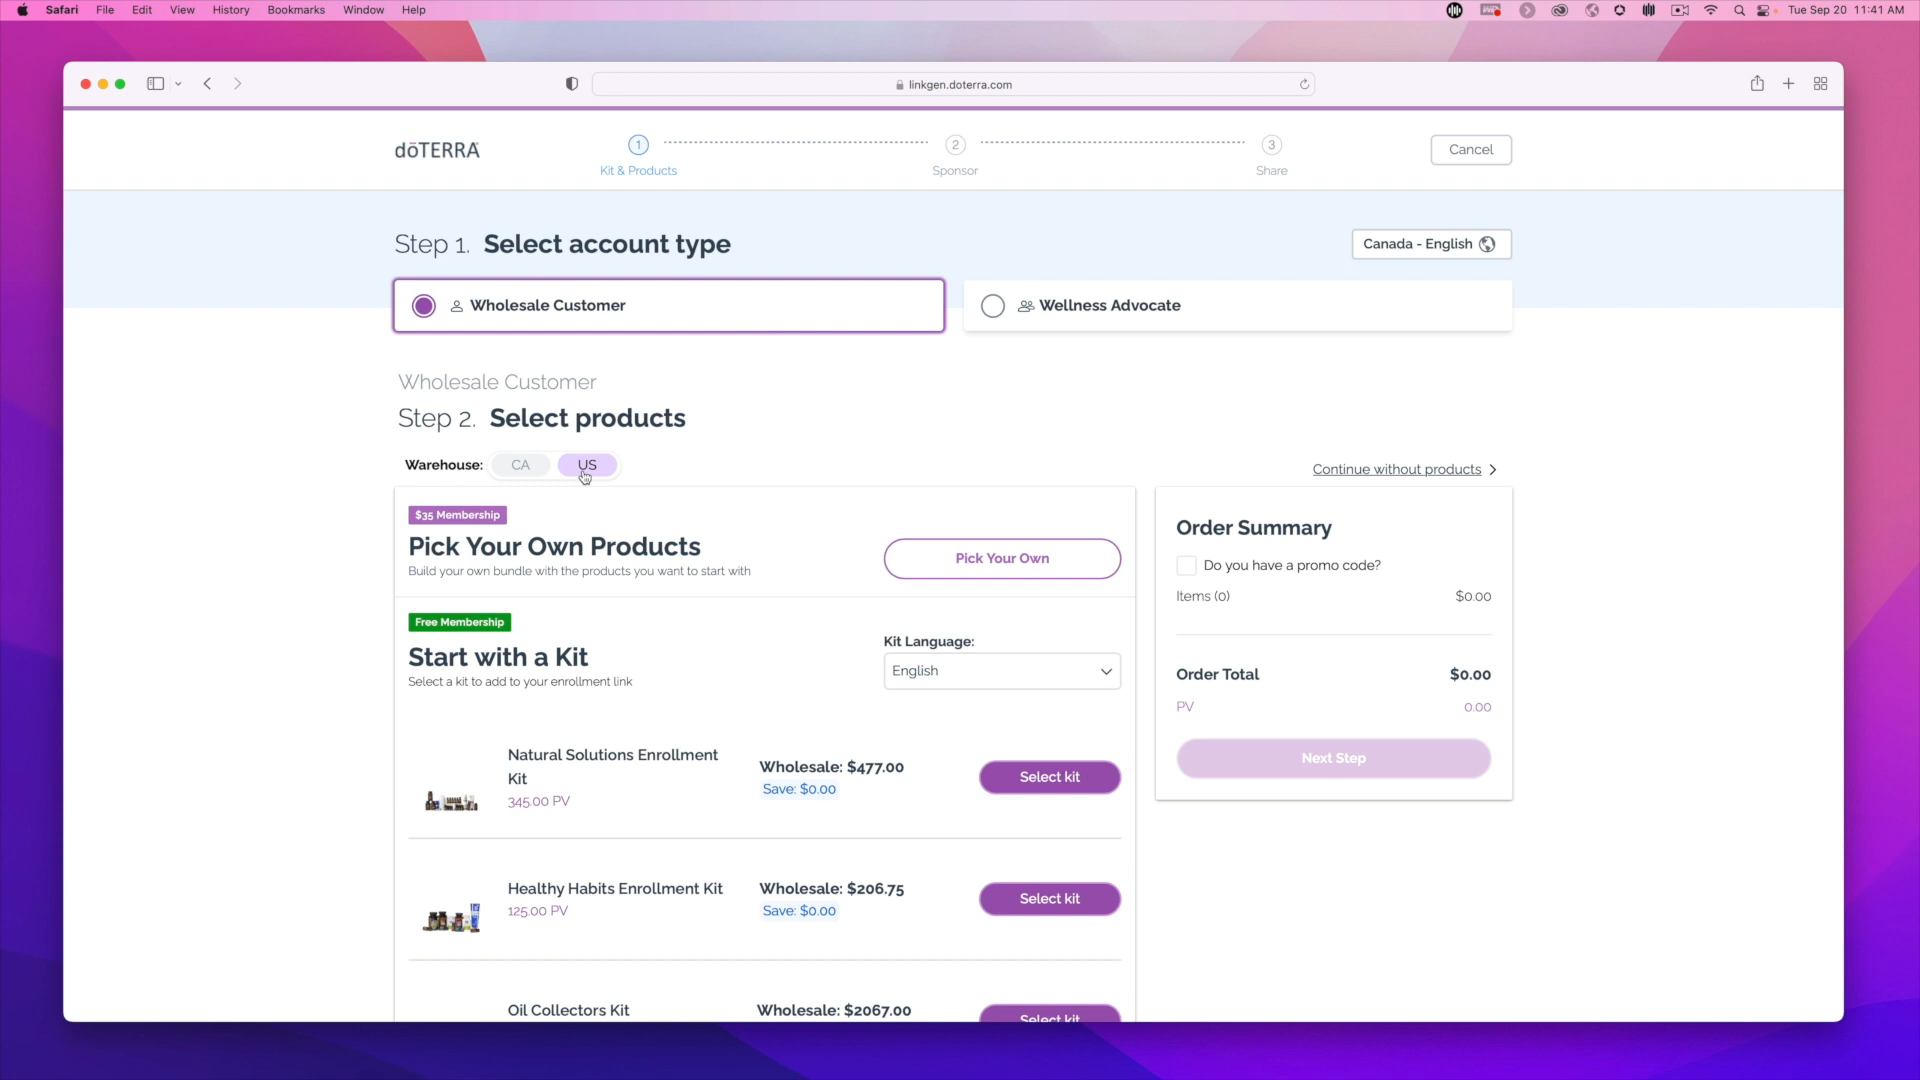 Safari File Edit View History Bookmarks Window Help
Tue Sep 20 11:41 AM
linkgen.doterra.com
dōTERRA
1
2
3
Kit & Products
Sponsor
Share
Cancel
Step 1. Select account type
Canada - English
Wholesale Customer
Wellness Advocate
Wholesale Customer
Step 2. Select products
Warehouse: CA US
Continue without products
$35 Membership
Pick Your Own Products
Build your own bundle with the products you want to start with
Pick Your Own
Free Membership
Start with a Kit
Select a kit to add to your enrollment link
Kit Language:
English
Natural Solutions Enrollment
Kit
345.00 PV
Wholesale: $477.00
Save: $0.00
Select kit
Healthy Habits Enrollment Kit
125.00 PV
Wholesale: $206.75
Save: $0.00
Select kit
Oil Collectors Kit
Wholesale: $2067.00
Select kit
Order Summary
Do you have a promo code?
Items (0) $0.00
Order Total $0.00
PV 0.00
Next Step